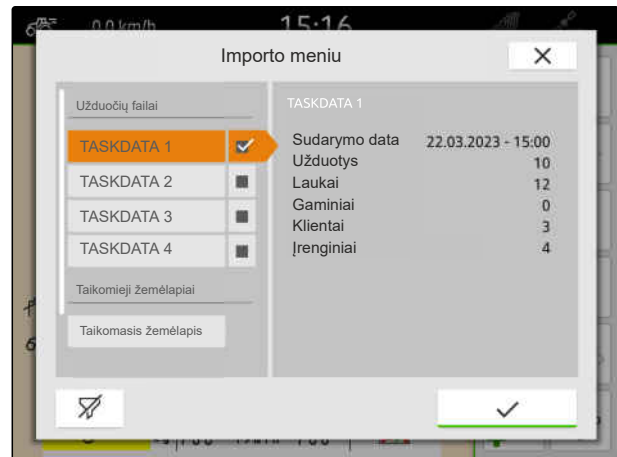 0.0 km/h
15:16
Importo meniu
Užduočių failai
TASKDATA 1
TASKDATA 2
TASKDATA 3
TASKDATA 4
Taikomieji žemėlapiai
Taikomasis žemėlapis
TASKDATA 1
Sudarymo data 22.03.2023 - 15:00
Užduotys 10
Laukai 12
Gaminiai 0
Klientai 3
Įrenginiai 4